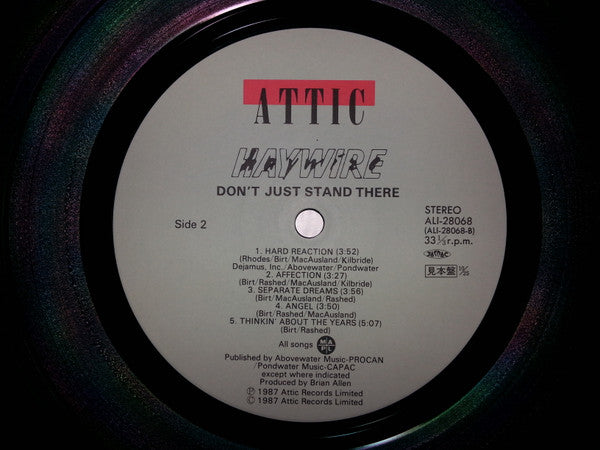 ATTIC
HAYWIRE
DON'T JUST STAND THERE
Side 2
STEREO
ALI-28068
(ALI-28068-B)
33 ⅓ r.p.m.
見本盤
1. HARD REACTION (3:52)
(Rhodes/Birt/MacAusland/Kilbride)
Dejamus, Inc./Abovewater/Pondwater
2. AFFECTION (3:27)
(Birt/Rashed/MacAusland/Kilbride)
3. SEPARATE DREAMS (3:56)
(Birt/MacAusland/Rashed)
4. ANGEL (3:50)
(Birt/Rashed/MacAusland)
5. THINKIN' ABOUT THE YEARS (5:07)
(Birt/Rashed)
All songs
Published by Abovewater Music-PROCAN
/Pondwater Music-CAPAC
except where indicated
Produced by Brian Allen
Ⓟ 1987 Attic Records Limited
© 1987 Attic Records Limited